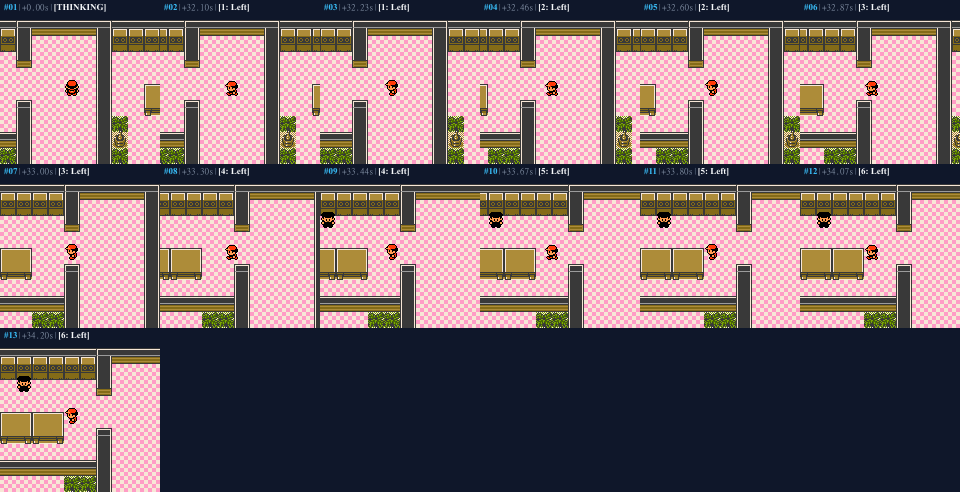 #01|+0.00s|[THINKING]
#02|+32.10s|[1: Left]
#03|+32.23s|[1: Left]
#04|+32.46s|[2: Left]
#05|+32.60s|[2: Left]
#06|+32.87s|[3: Left]
#07|+33.00s|[3: Left]
#08|+33.30s|[4: Left]
#09|+33.44s|[4: Left]
#10|+33.67s|[5: Left]
#11|+33.80s|[5: Left]
#12|+34.07s|[6: Left]
#13|+34.20s|[6: Left]